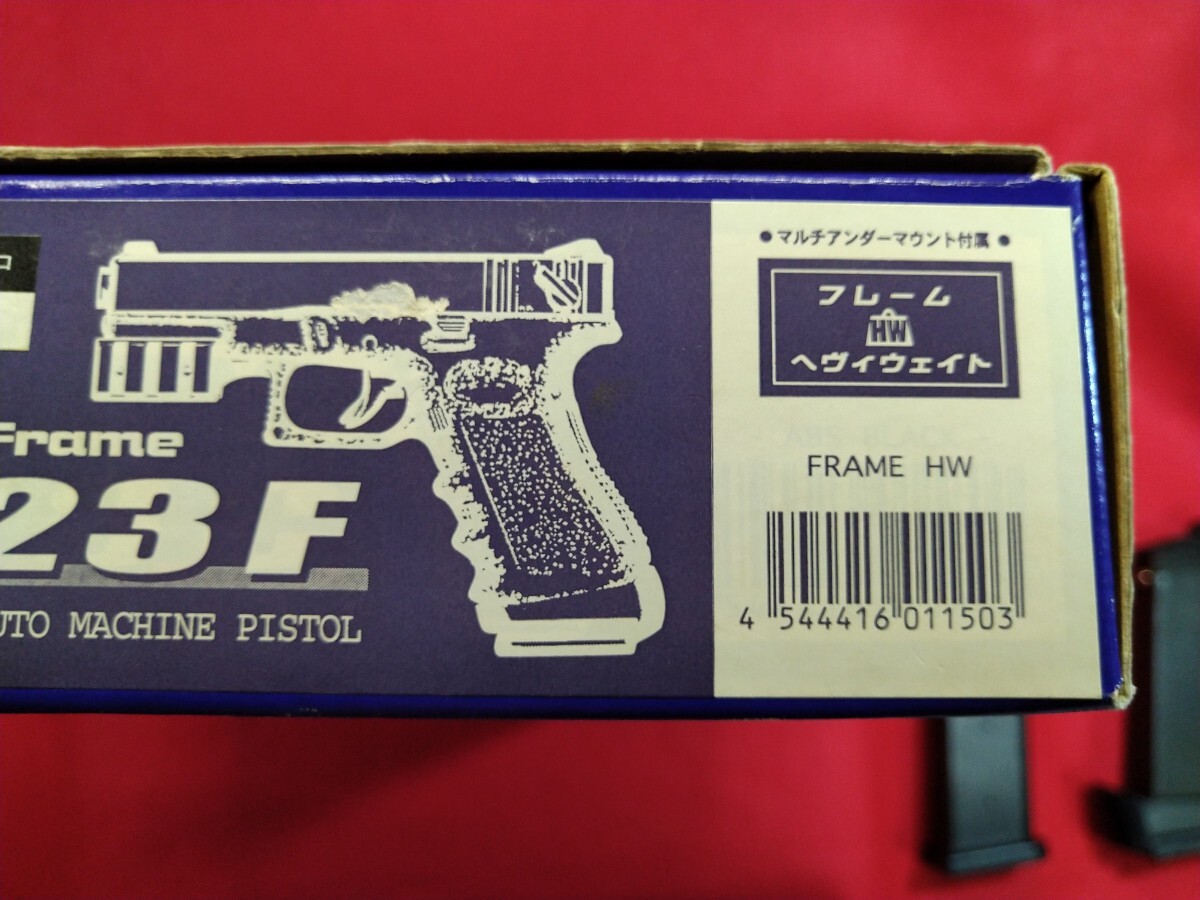 Frame
23F
UTO MACHINE PISTOL
●マルチアンダーマウント付属●
フレーム
HW
ヘヴィウェイト
FRAME HW
4 544416 011503